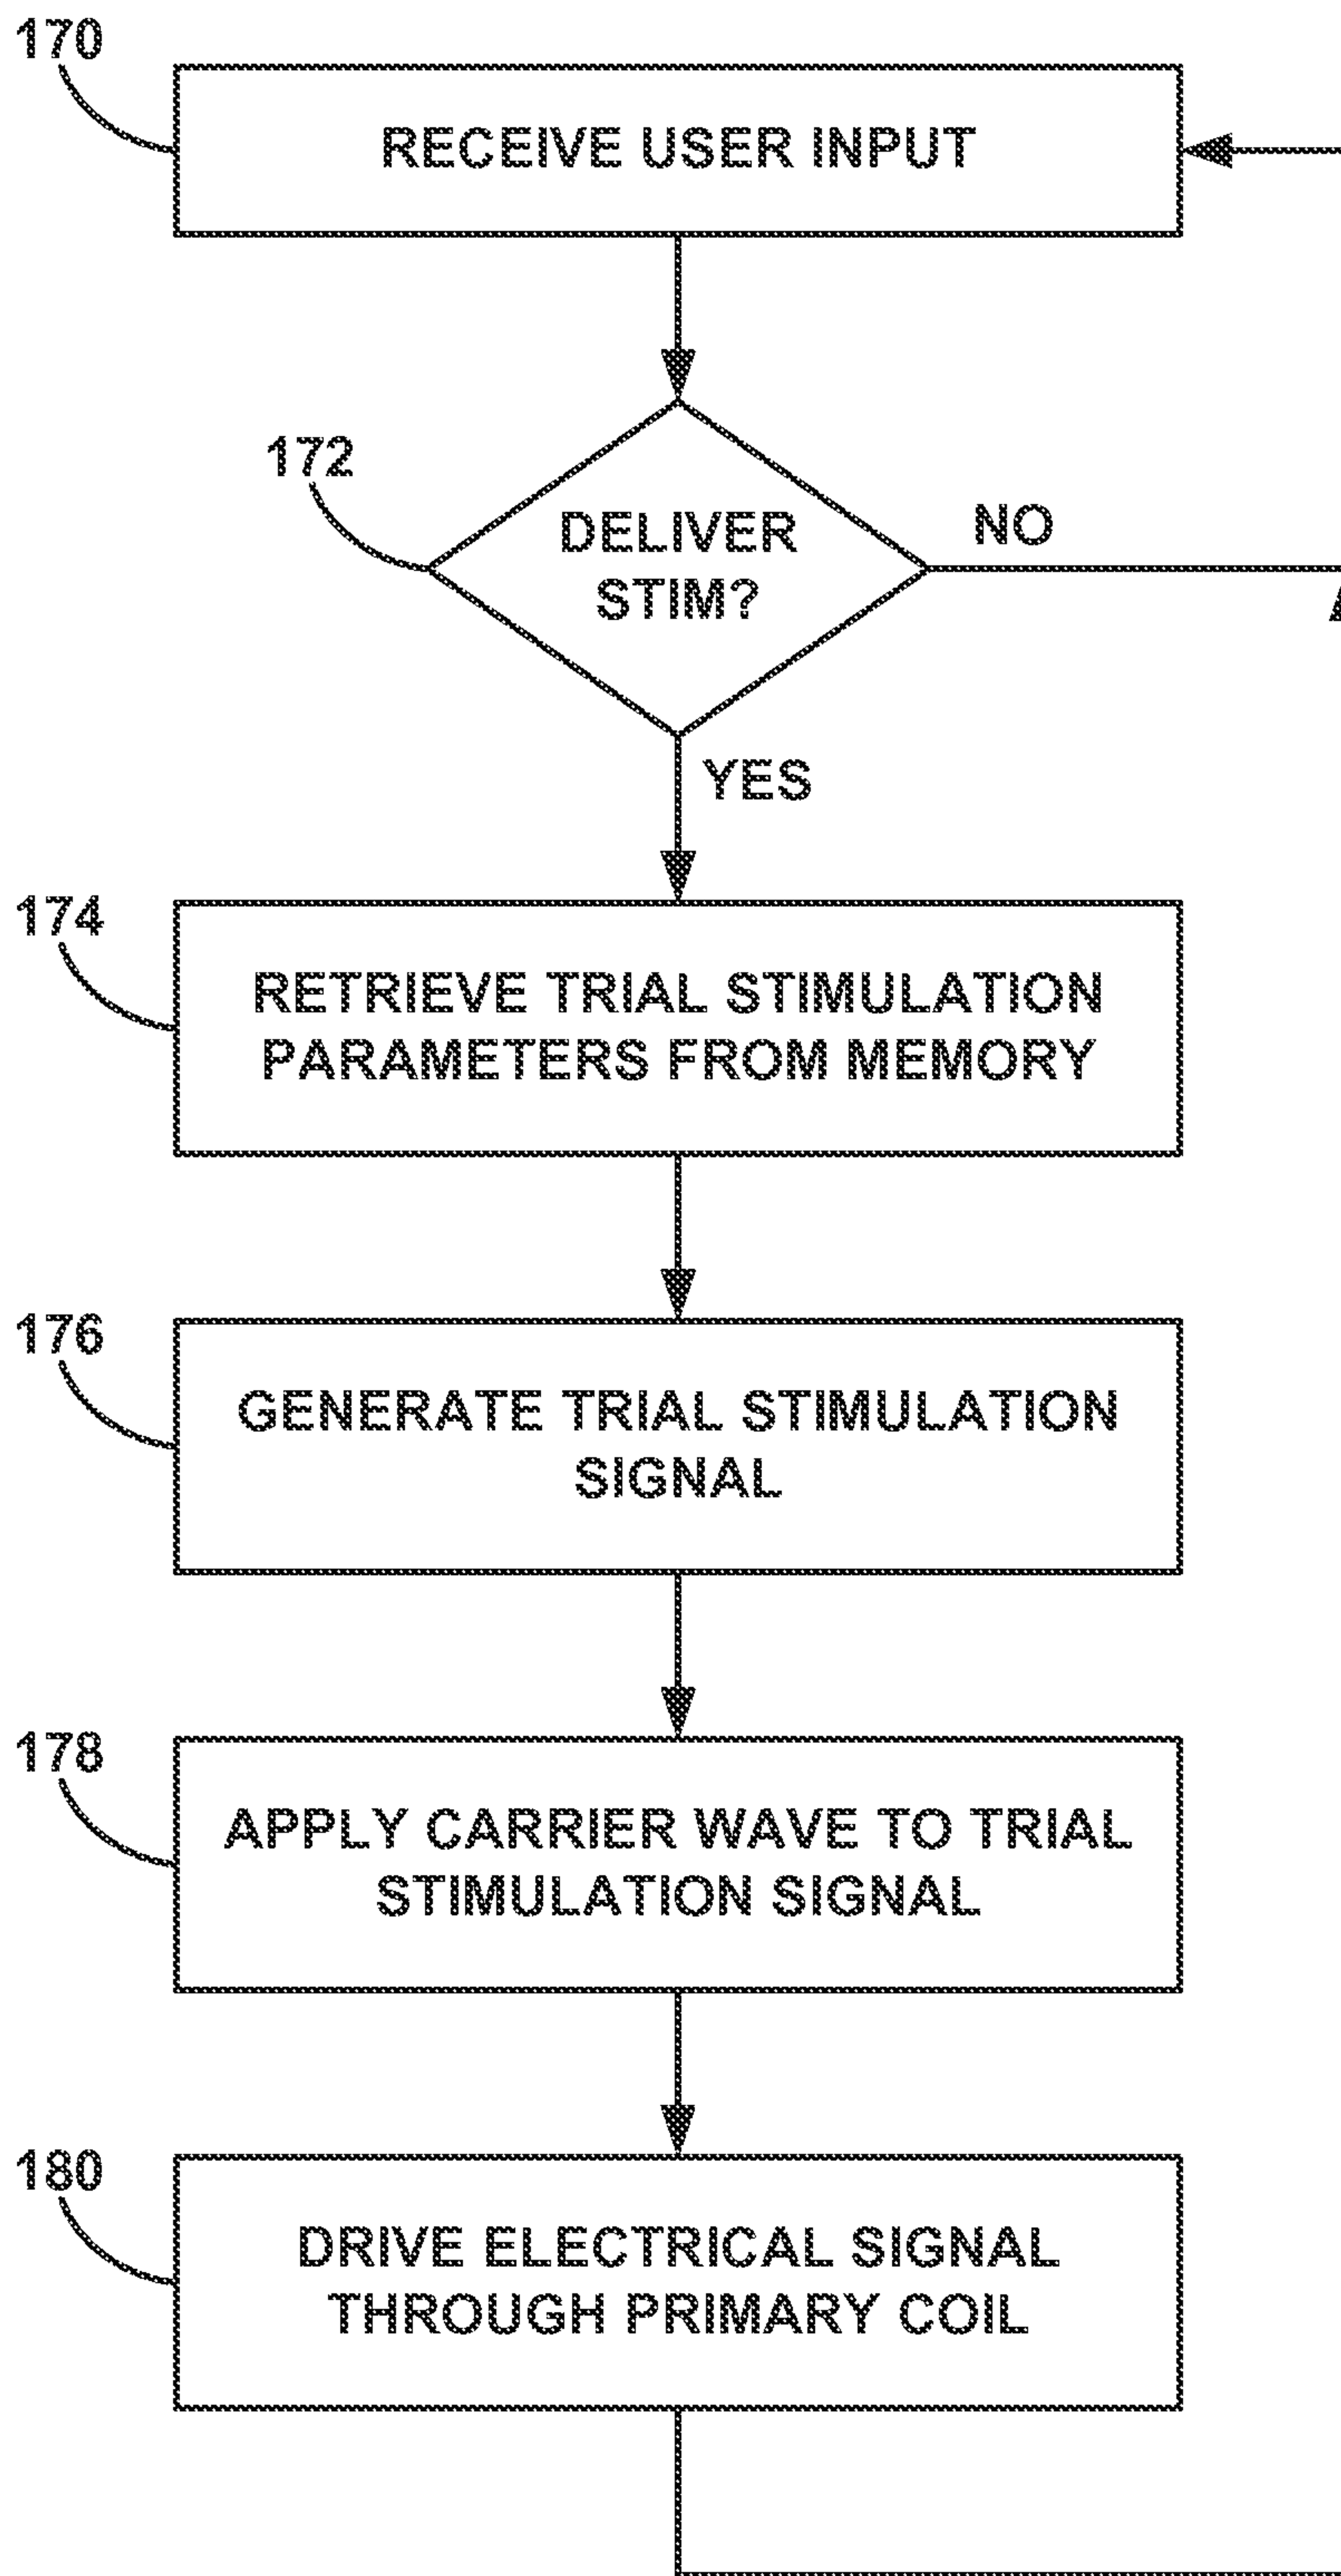 170
RECEIVE USER INPUT
172
DELIVER
STIM?
NO
YES
174
RETRIEVE TRIAL STIMULATION
PARAMETERS FROM MEMORY
176
GENERATE TRIAL STIMULATION
SIGNAL
178
APPLY CARRIER WAVE TO TRIAL
STIMULATION SIGNAL
180
DRIVE ELECTRICAL SIGNAL
THROUGH PRIMARY COIL